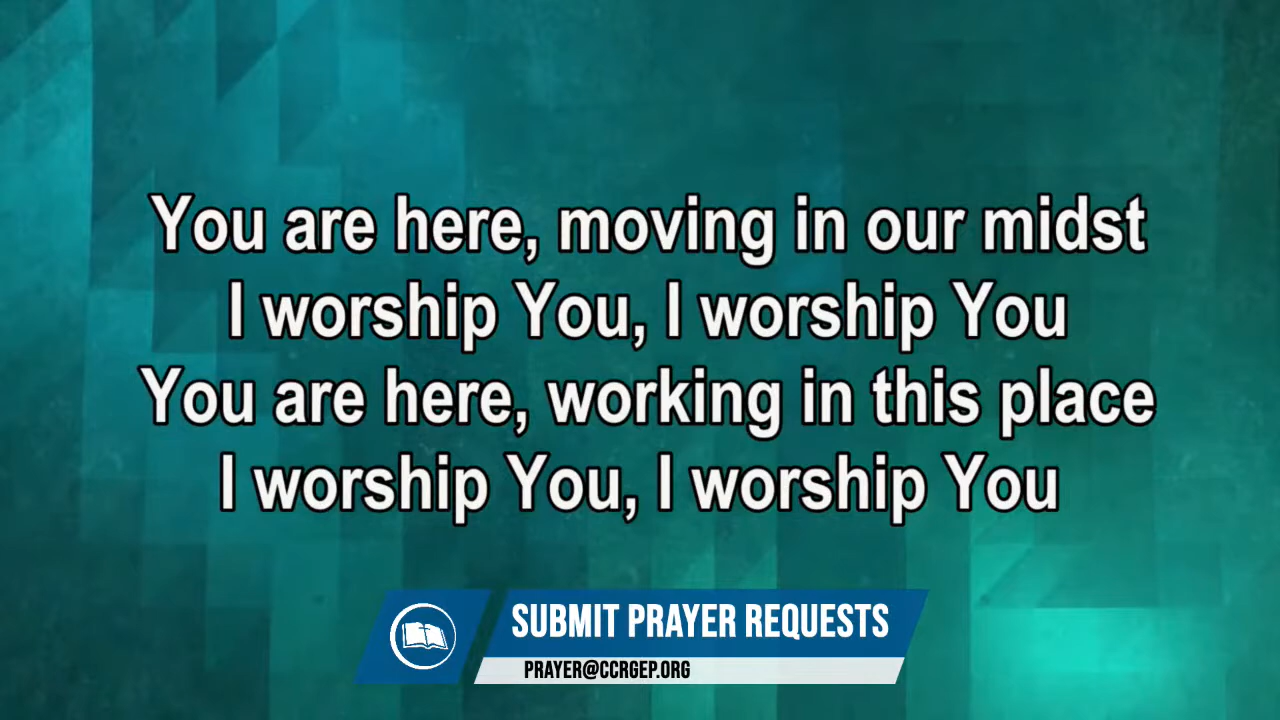 You are here, moving in our midst
I worship You, I worship You
You are here, working in this place
I worship You, I worship You
SUBMIT PRAYER REQUESTS
PRAYER@CCRGEP.ORG